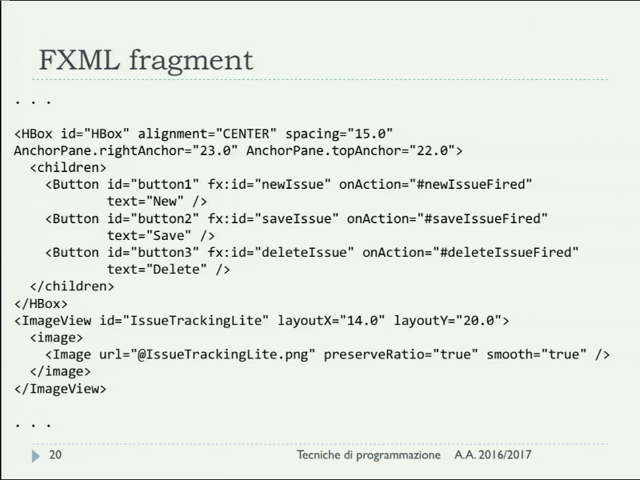 FXML fragment
. . .
<HBox id="HBox" alignment="CENTER" spacing="15.0"
AnchorPane.rightAnchor="23.0" AnchorPane.topAnchor="22.0">
<children>
<Button id="button1" fx:id="newIssue" onAction="#newIssueFired"
text="New" />
<Button id="button2" fx:id="saveIssue" onAction="#saveIssueFired"
text="Save" />
<Button id="button3" fx:id="deleteIssue" onAction="#deleteIssueFired"
text="Delete" />
</children>
</HBox>
<ImageView id="IssueTrackingLite" layoutX="14.0" layoutY="20.0">
<image>
<Image url="@IssueTrackingLite.png" preserveRatio="true" smooth="true" />
</image>
</ImageView>
. . .
20 Tecniche di programmazione A.A. 2016/2017